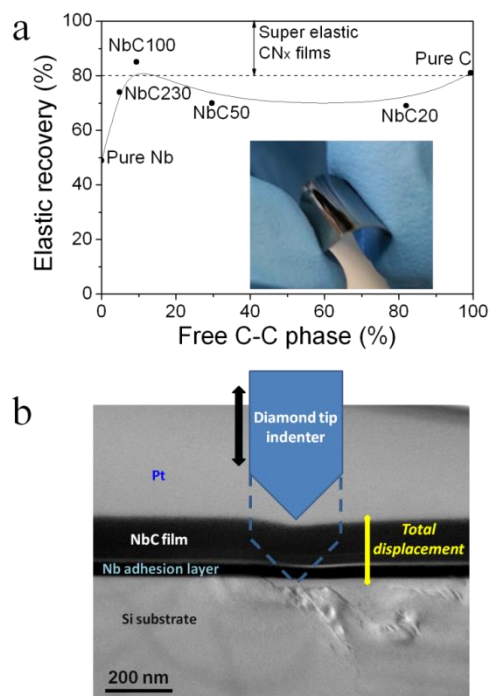 a
Elastic recovery (%)
100
80
60
40
20
0
NbC100
NbC230
Pure Nb
NbC50
NbC20
Pure C
Super elastic
CNx films
0
20
40
60
80
100
Free C-C phase (%)
b
Diamond tip
indenter
Pt
NbC film
Nb adhesion layer
Total
displacement
Si substrate
200 nm